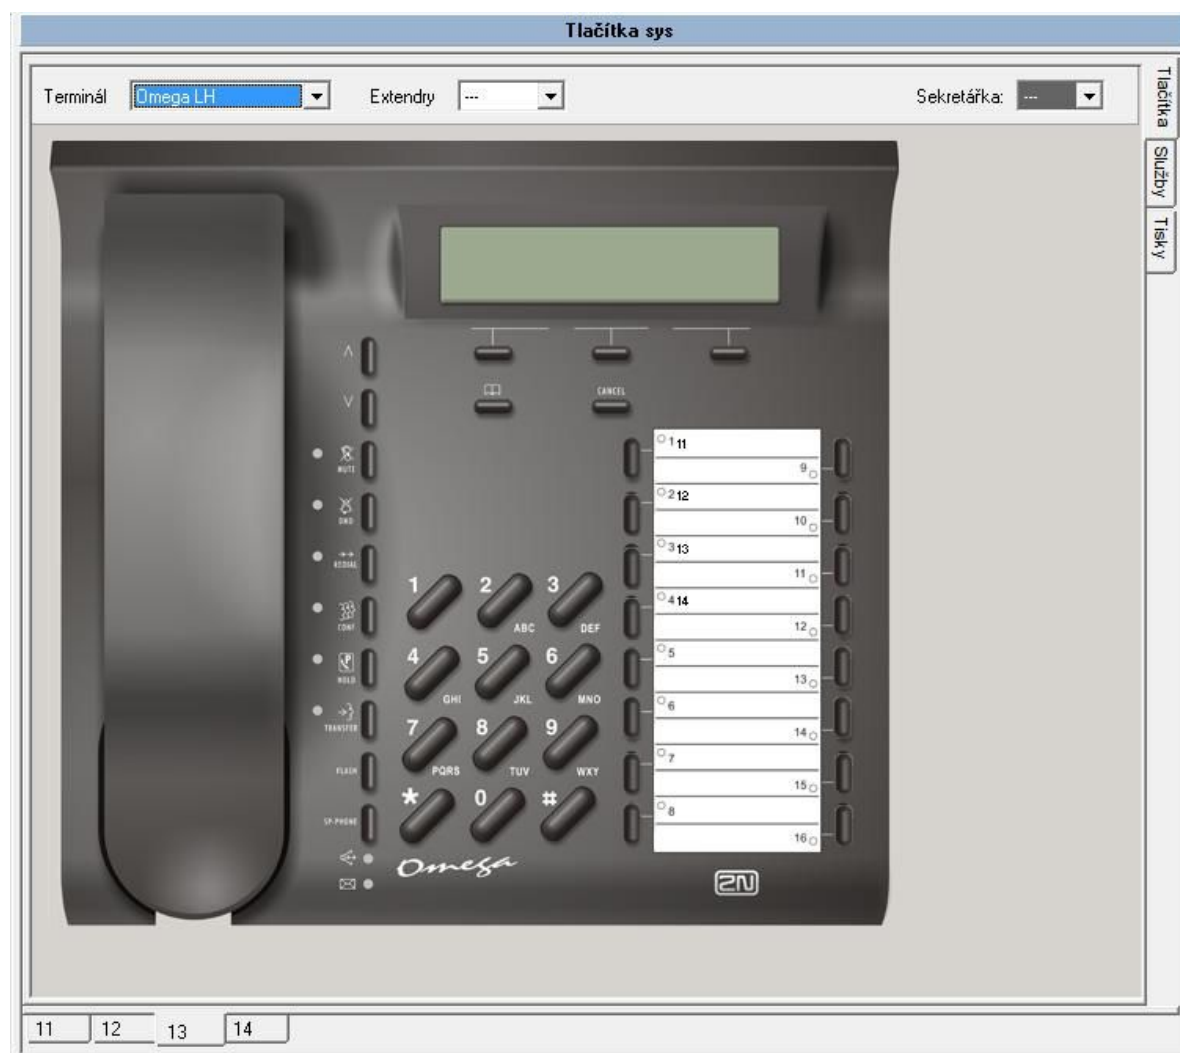 Tlačítka sys
Terminál Omega LH Extendry --- Sekretářka: ---
Tlačítka
Služby
Tisky
CANCEL
MUTE
DND
REDIAL
CONF
HOLD
TRANSFER
FLASH
SP-PHONE
1 2 ABC 3 DEF
4 GHI 5 JKL 6 MNO
7 PQRS 8 TUV 9 WXY
* 0 #
1 11
9
2 12
10
3 13
11
4 14
12
5
13
6
14
7
15
8
16
Omega
2N
11 12 13 14